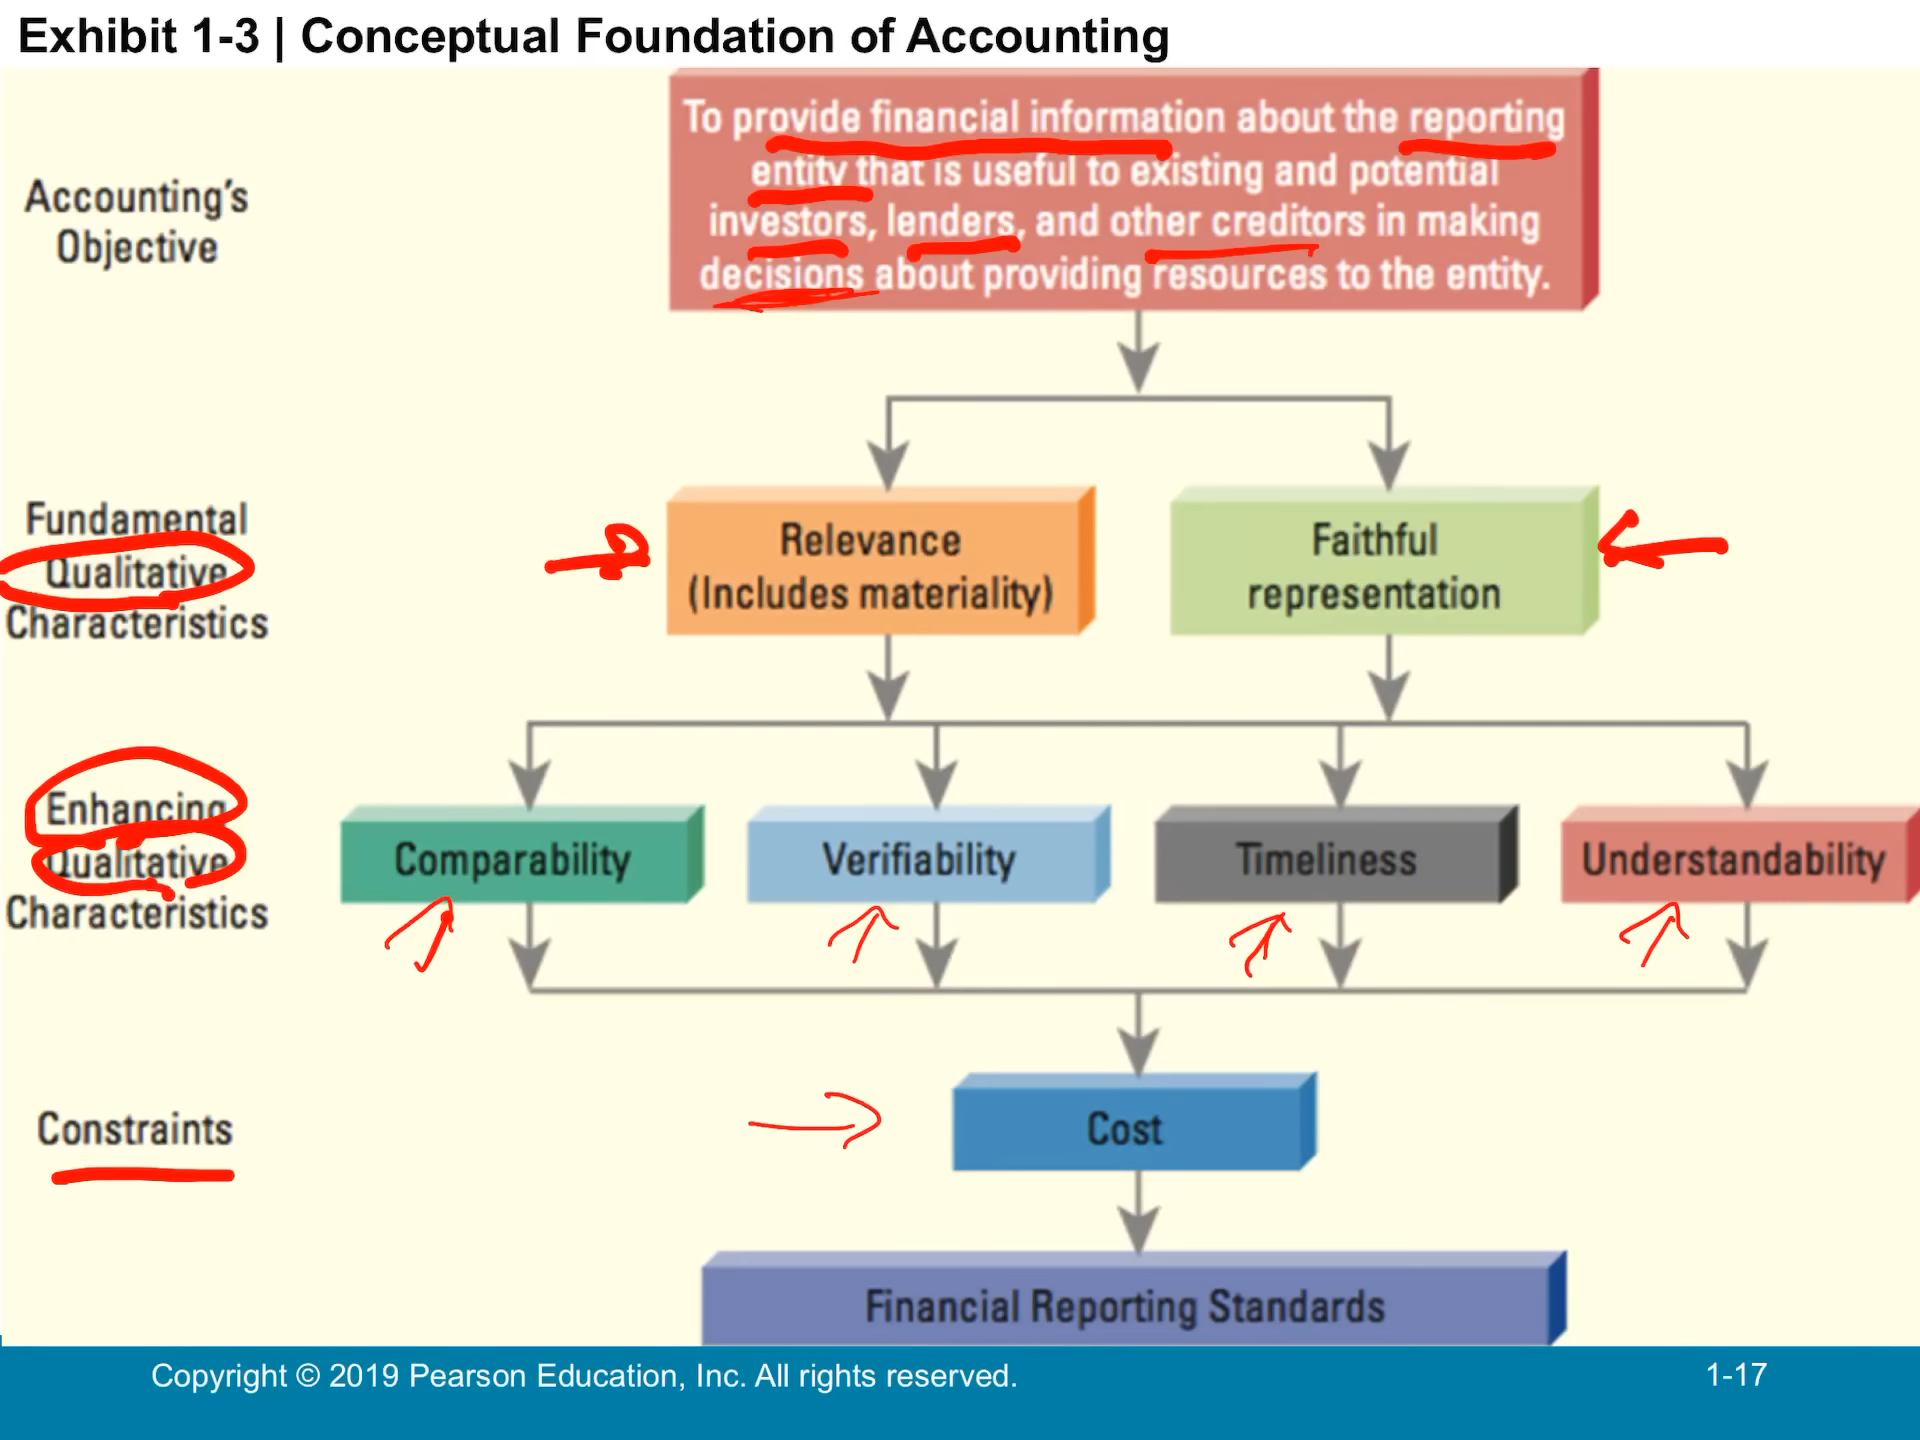 Exhibit 1-3 | Conceptual Foundation of Accounting
Accounting's
Objective
To provide financial information about the reporting
entity that is useful to existing and potential
investors, lenders, and other creditors in making
decisions about providing resources to the entity.
Fundamental
Qualitative
Characteristics
Relevance
(Includes materiality)
Faithful
representation
Enhancing
Qualitative
Characteristics
Comparability
Verifiability
Timeliness
Understandability
Constraints
Cost
Financial Reporting Standards
Copyright © 2019 Pearson Education, Inc. All rights reserved.
1-17